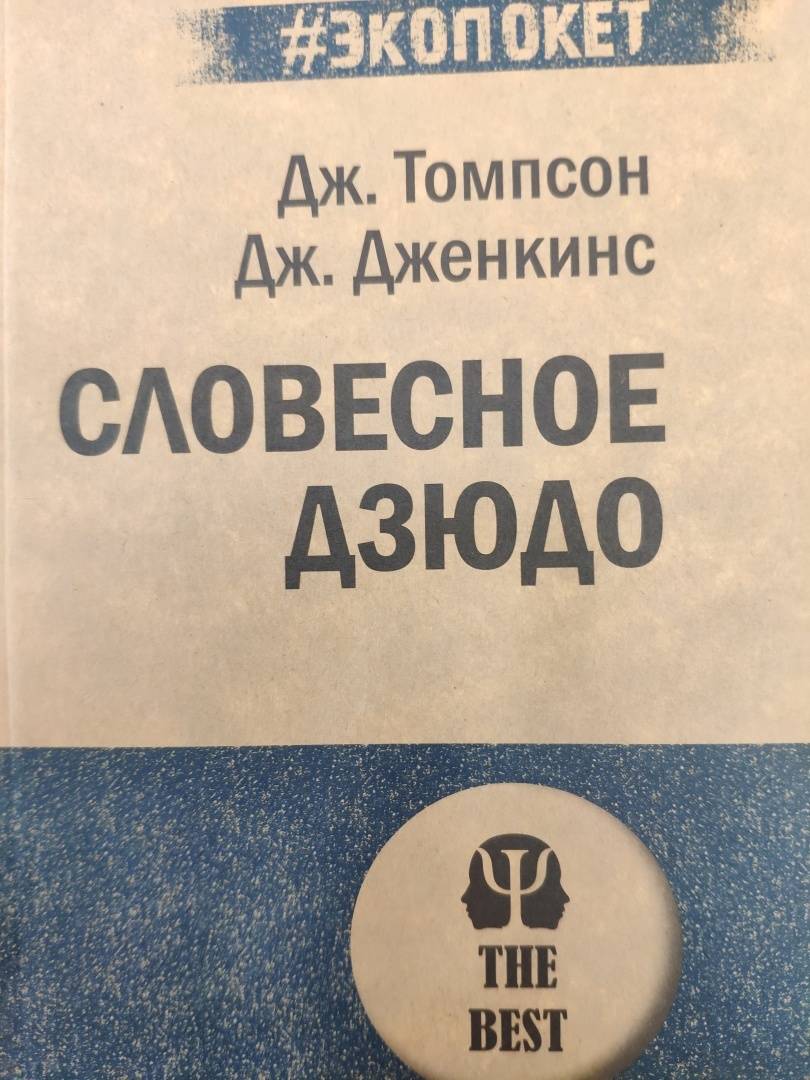 #ЭКОПОКЕТ
Дж. Томпсон
Дж. Дженкинс
СЛОВЕСНОЕ
ДЗЮДО
Ψ
THE
BEST